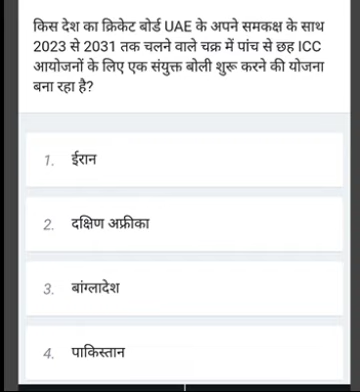 किस देश का क्रिकेट बोर्ड UAE के अपने समकक्ष के साथ
2023 से 2031 तक चलने वाले चक्र में पांच से छह ICC
आयोजनों के लिए एक संयुक्त बोली शुरू करने की योजना
बना रहा है?
1. ईरान
2. दक्षिण अफ्रीका
3. बांग्लादेश
4. पाकिस्तान